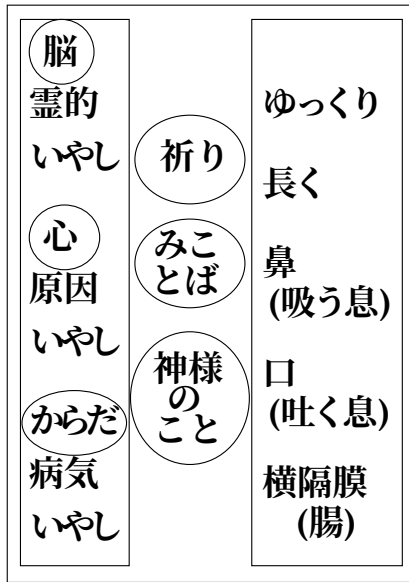 脳
霊的
いやし
心
原因
いやし
からだ
病気
いやし
祈り
みこ
とば
神様
の
こと
ゆっくり
長く
鼻
(吸う息)
口
(吐く息)
横隔膜
(腸)